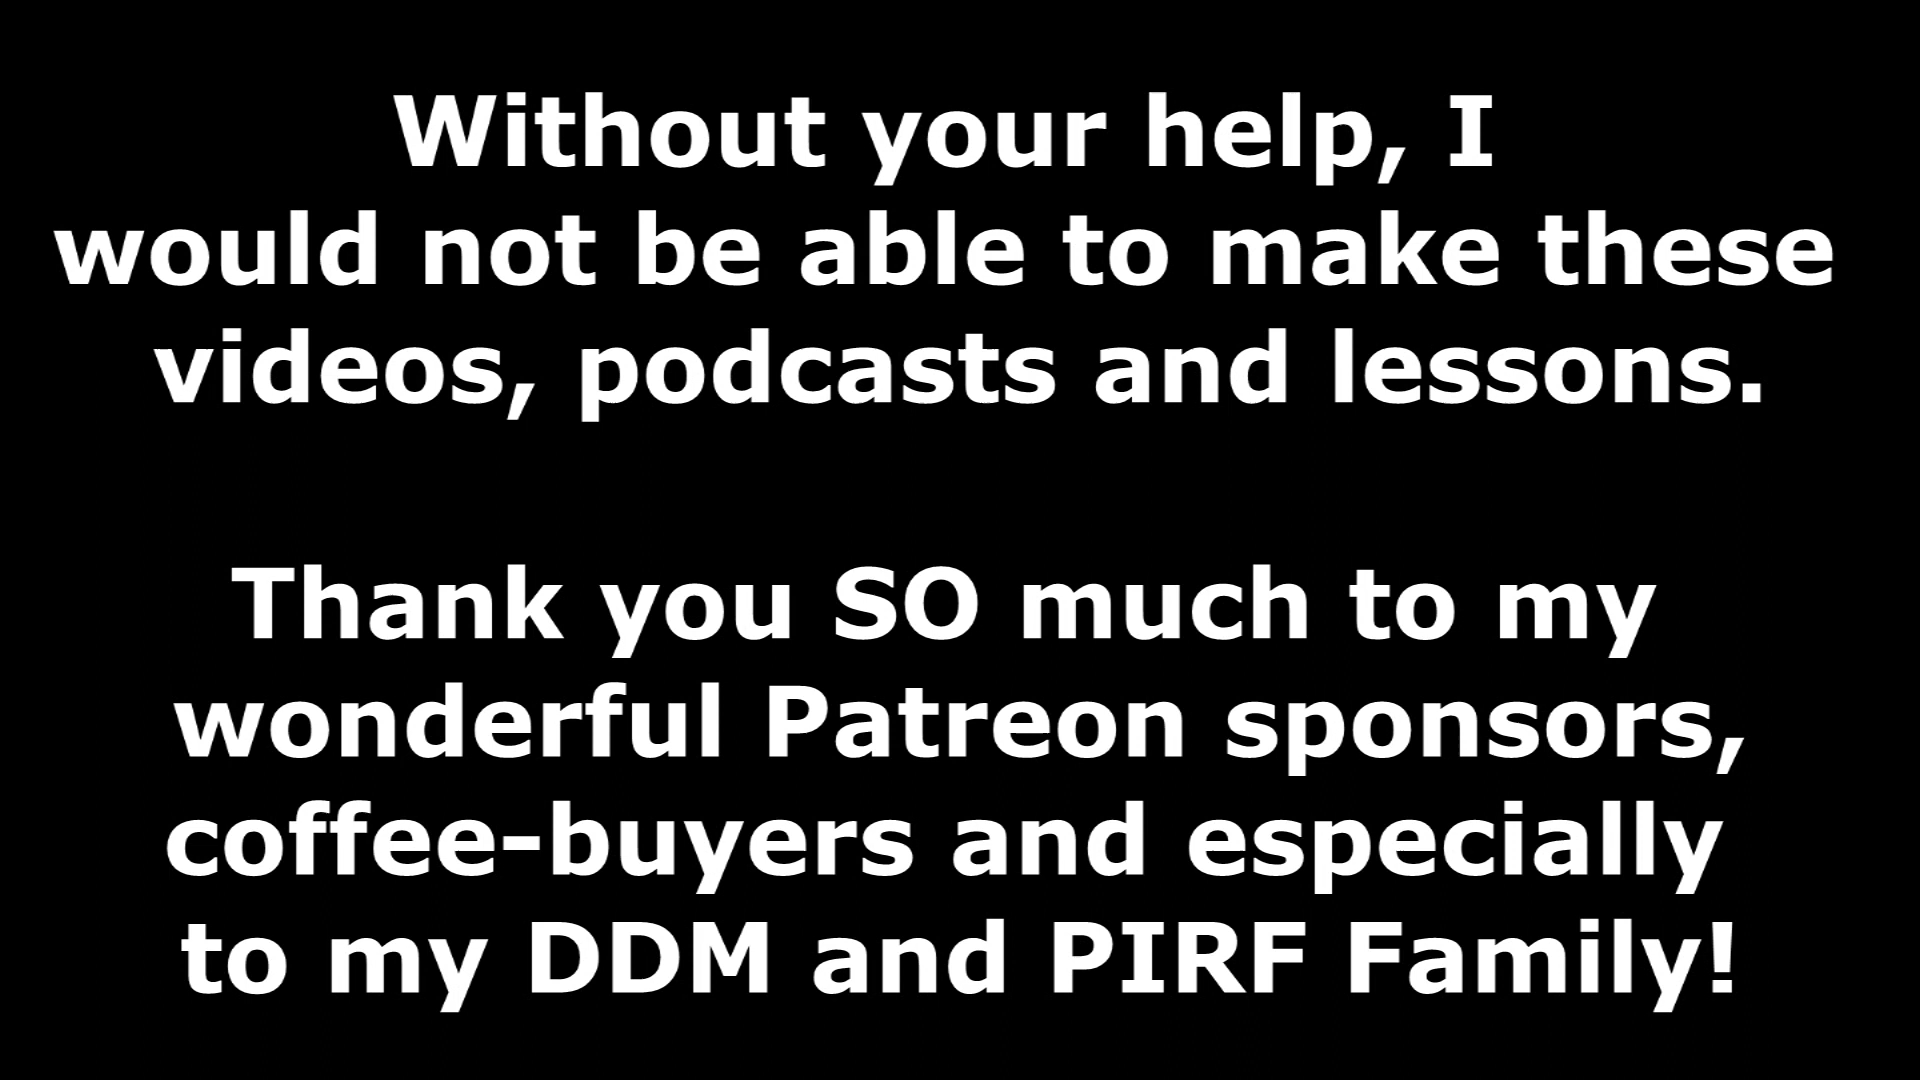 Without your help, I
would not be able to make these
videos, podcasts and lessons.
Thank you SO much to my
wonderful Patreon sponsors,
coffee-buyers and especially
to my DDM and PIRF Family!